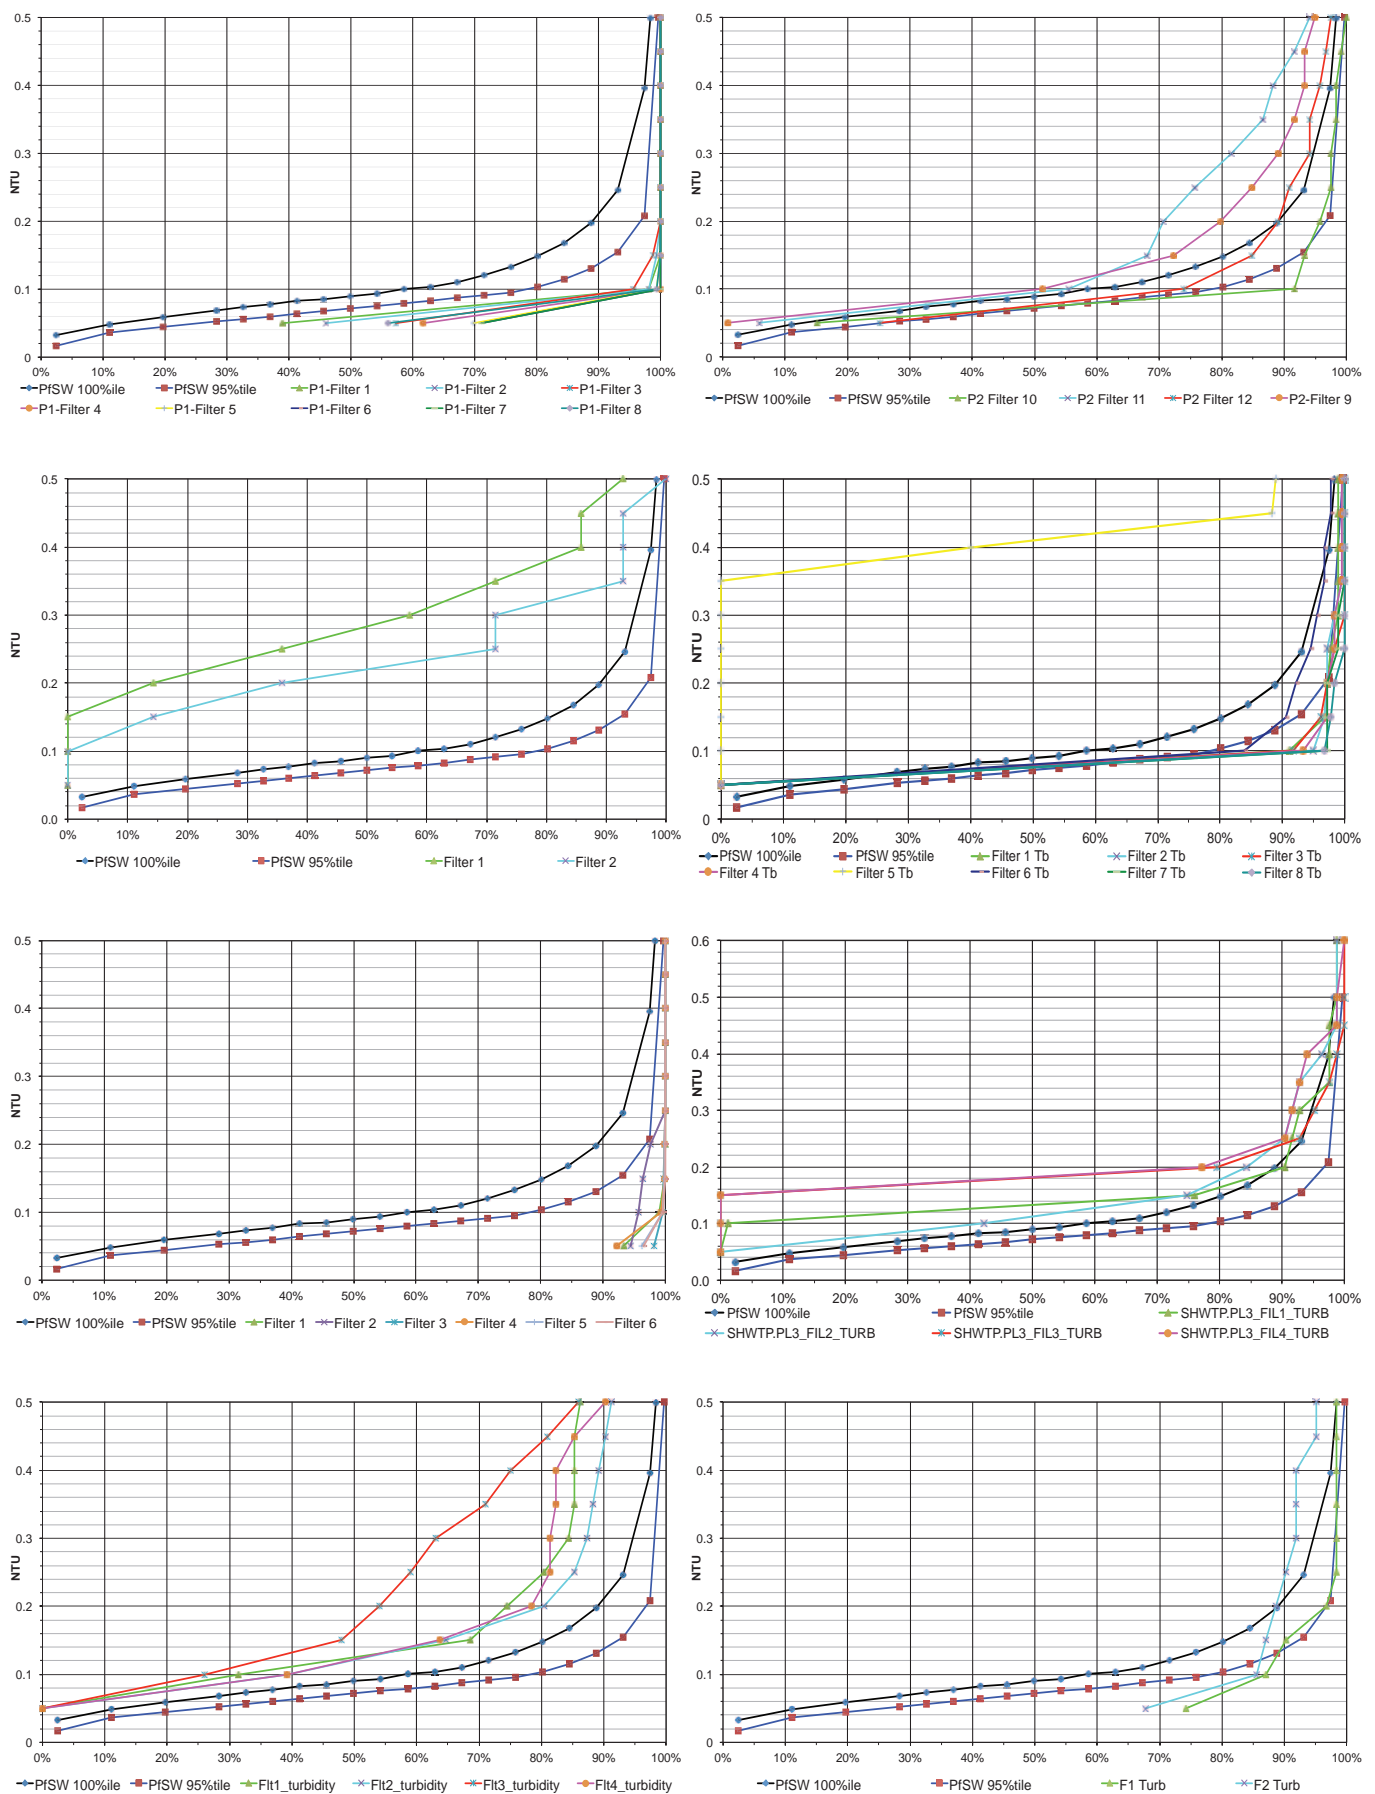 0.5
0.4
0.3
0.2
0.1
0
NTU
0% 10% 20% 30% 40% 50% 60% 70% 80% 90% 100%
PfSW 100%ile PfSW 95%tile P1-Filter 1 P1-Filter 2 P1-Filter 3
P1-Filter 4 P1-Filter 5 P1-Filter 6 P1-Filter 7 P1-Filter 8
0.5
0.4
0.3
0.2
0.1
0
NTU
0% 10% 20% 30% 40% 50% 60% 70% 80% 90% 100%
PfSW 100%ile PfSW 95%tile P2 Filter 10 P2 Filter 11 P2 Filter 12 P2-Filter 9
0.5
0.4
0.3
0.2
0.1
0.0
NTU
0% 10% 20% 30% 40% 50% 60% 70% 80% 90% 100%
PfSW 100%ile PfSW 95%tile Filter 1 Filter 2
0.5
0.4
0.3
0.2
0.1
0
NTU
0% 10% 20% 30% 40% 50% 60% 70% 80% 90% 100%
PfSW 100%ile PfSW 95%tile Filter 1 Tb Filter 2 Tb Filter 3 Tb
Filter 4 Tb Filter 5 Tb Filter 6 Tb Filter 7 Tb Filter 8 Tb
0.5
0.4
0.3
0.2
0.1
0
NTU
0% 10% 20% 30% 40% 50% 60% 70% 80% 90% 100%
PfSW 100%ile PfSW 95%tile Filter 1 Filter 2 Filter 3 Filter 4 Filter 5 Filter 6
0.6
0.5
0.4
0.3
0.2
0.1
0.0
NTU
0% 10% 20% 30% 40% 50% 60% 70% 80% 90% 100%
PfSW 100%ile PfSW 95%tile SHWTP.PL3_FIL1_TURB
SHWTP.PL3_FIL2_TURB SHWTP.PL3_FIL3_TURB SHWTP.PL3_FIL4_TURB
0.5
0.4
0.3
0.2
0.1
0
NTU
0% 10% 20% 30% 40% 50% 60% 70% 80% 90% 100%
PfSW 100%ile PfSW 95%tile Flt1_turbidity Flt2_turbidity Flt3_turbidity Flt4_turbidity
0.5
0.4
0.3
0.2
0.1
0
NTU
0% 10% 20% 30% 40% 50% 60% 70% 80% 90% 100%
PfSW 100%ile PfSW 95%tile F1 Turb F2 Turb